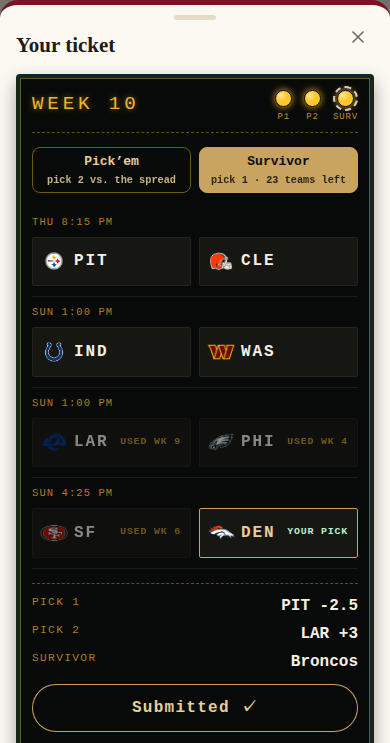 Your ticket
WEEK 10
P1 P2 SURV
Pick’em
pick 2 vs. the spread
Survivor
pick 1 · 23 teams left
THU 8:15 PM
PIT CLE
SUN 1:00 PM
IND WAS
SUN 1:00 PM
LAR USED WK 9 PHI USED WK 4
SUN 4:25 PM
SF USED WK 6 DEN YOUR PICK
PICK 1 PIT -2.5
PICK 2 LAR +3
SURVIVOR Broncos
Submitted ✓